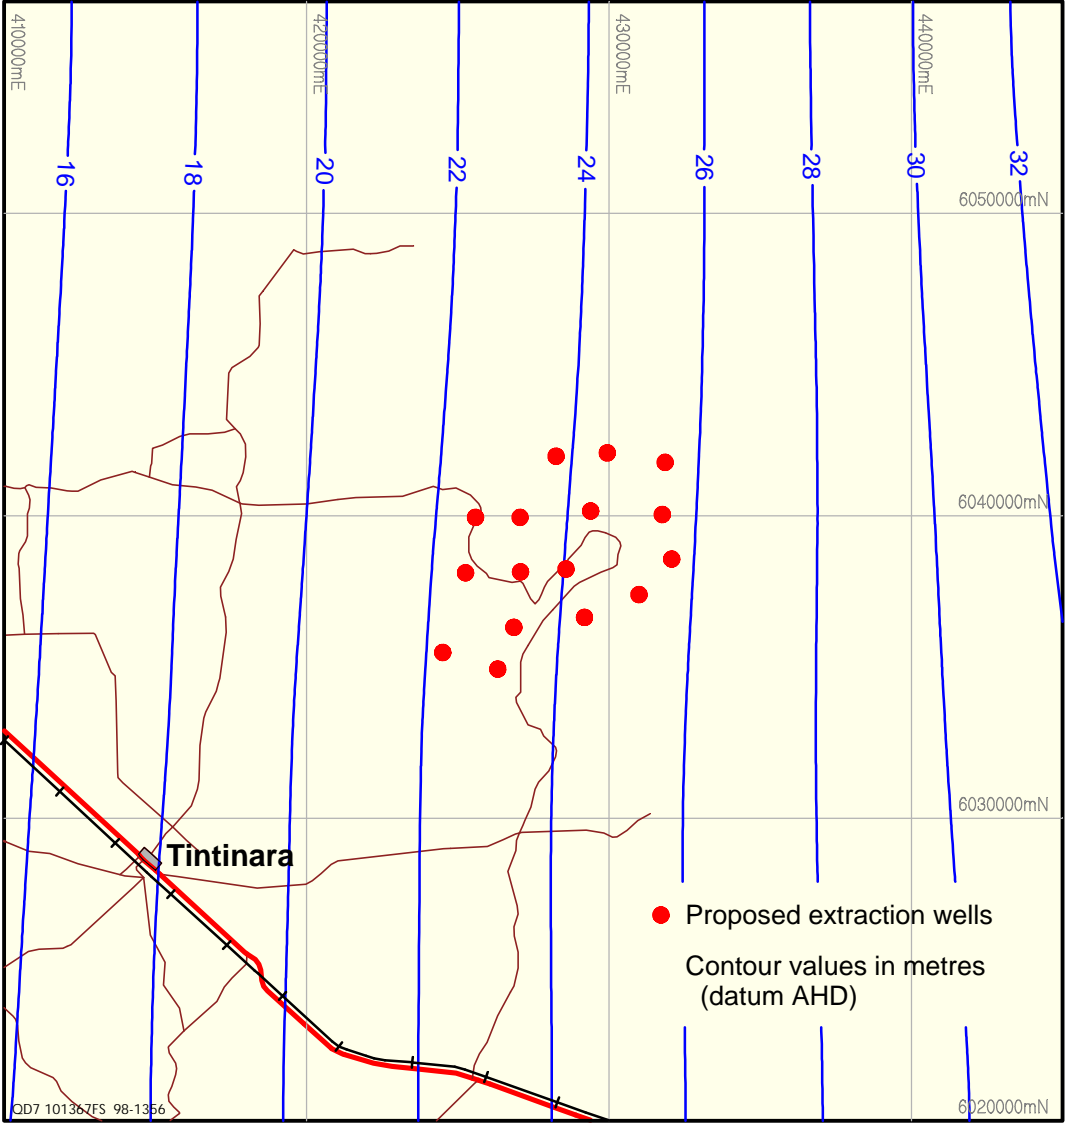 410000mE
420000mE
430000mE
440000mE
16
18
20
22
24
26
28
30
32
6050000mN
6040000mN
6030000mN
Tintinara
Proposed extraction wells
Contour values in metres
(datum AHD)
QD7 101367FS 98-1356
6020000mN